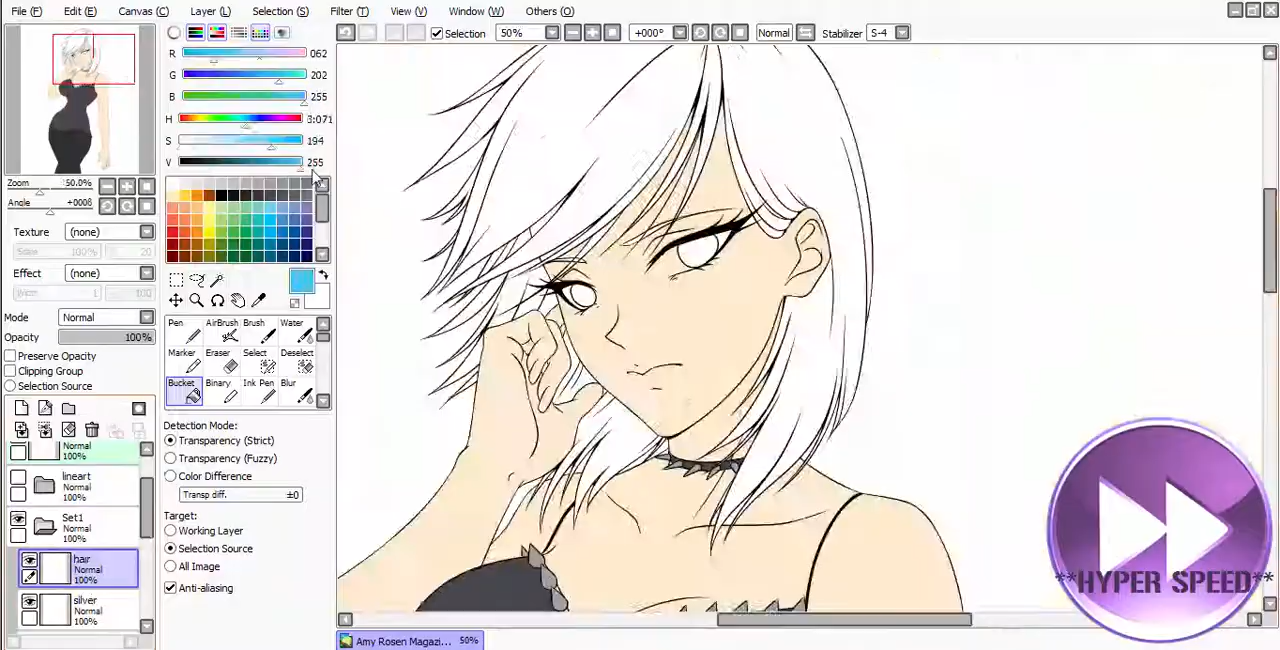 File (F) Edit (E) Canvas (C) Layer (L) Selection (S) Filter (T) View (V) Window (W) Others (O)
Selection 50% +000° Normal Stabilizer S-4
R 062
G 202
B 255
H 3:071
S 194
V 255
Zoom 50.0%
Angle
Texture (none)
Scale 100% 20
Effect (none)
100
Mode Normal
Opacity 100%
Preserve Opacity
Clipping Group
Selection Source
Pen AirBrush Brush Water
Marker Eraser Select Deselect
Bucket Binary Ink Pen Blur
Detection Mode:
Transparency (Strict)
Transparency (Fuzzy)
Color Difference
Transp diff. ±0
Target:
Working Layer
Selection Source
All Image
Anti-aliasing
Normal
100%
lineart
Normal
100%
Set1
Normal
100%
hair
Normal
100%
silver
Normal
100%
Amy Rosen Magazi... 50%
**HYPER SPEED**